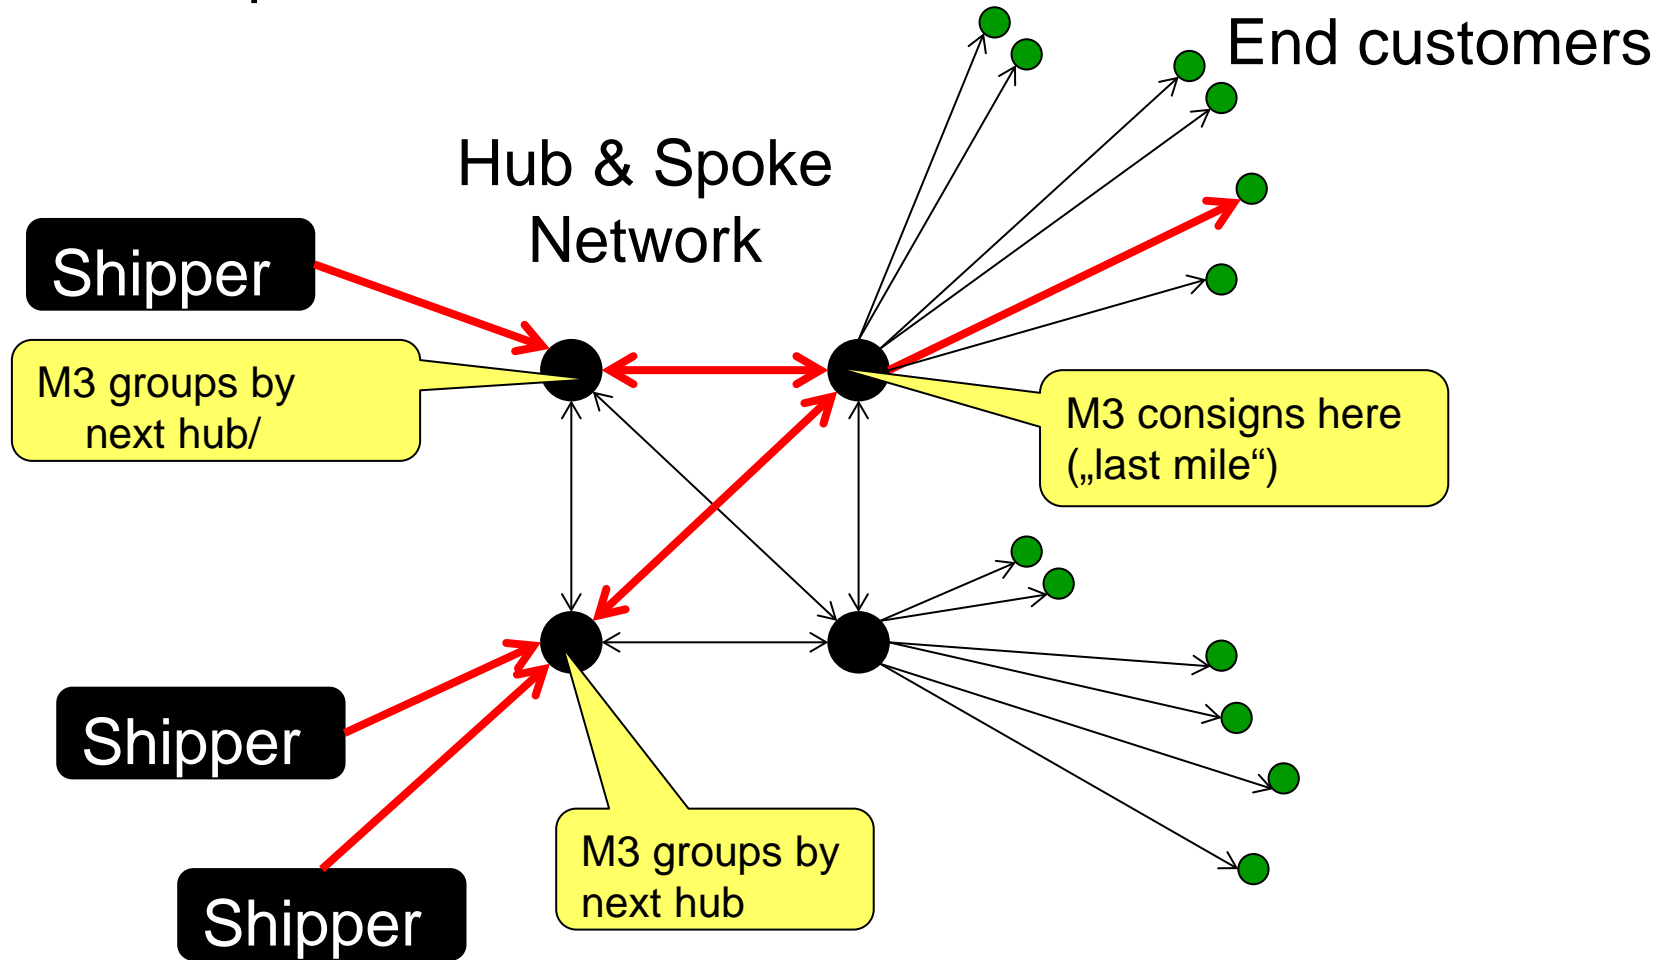 End customers
Hub & Spoke
Network
Shipper
M3 groups by
next hub/
M3 consigns here
(„last mile“)
Shipper
M3 groups by
next hub
Shipper